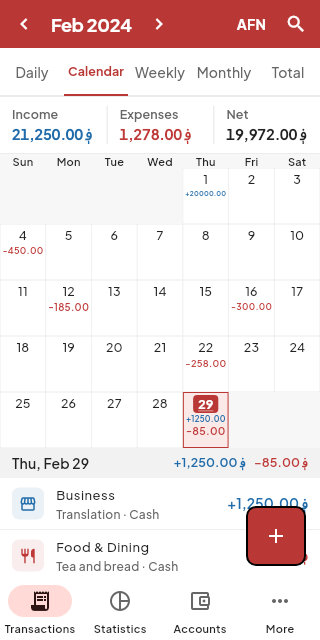 Feb 2024 AFN
Daily Calendar Weekly Monthly Total
Income Expenses Net
21,250.00؋ 1,278.00؋ 19,972.00؋
Sun Mon Tue Wed Thu Fri Sat
1 2 3
+20000.00
4 5 6 7 8 9 10
-450.00
11 12 13 14 15 16 17
-185.00 -300.00
18 19 20 21 22 23 24
-258.00
25 26 27 28 29
+1250.00
-85.00
Thu, Feb 29 +1,250.00؋ -85.00؋
Business +1,250.00؋
Translation · Cash
Food & Dining
Tea and bread · Cash
Transactions Statistics Accounts More